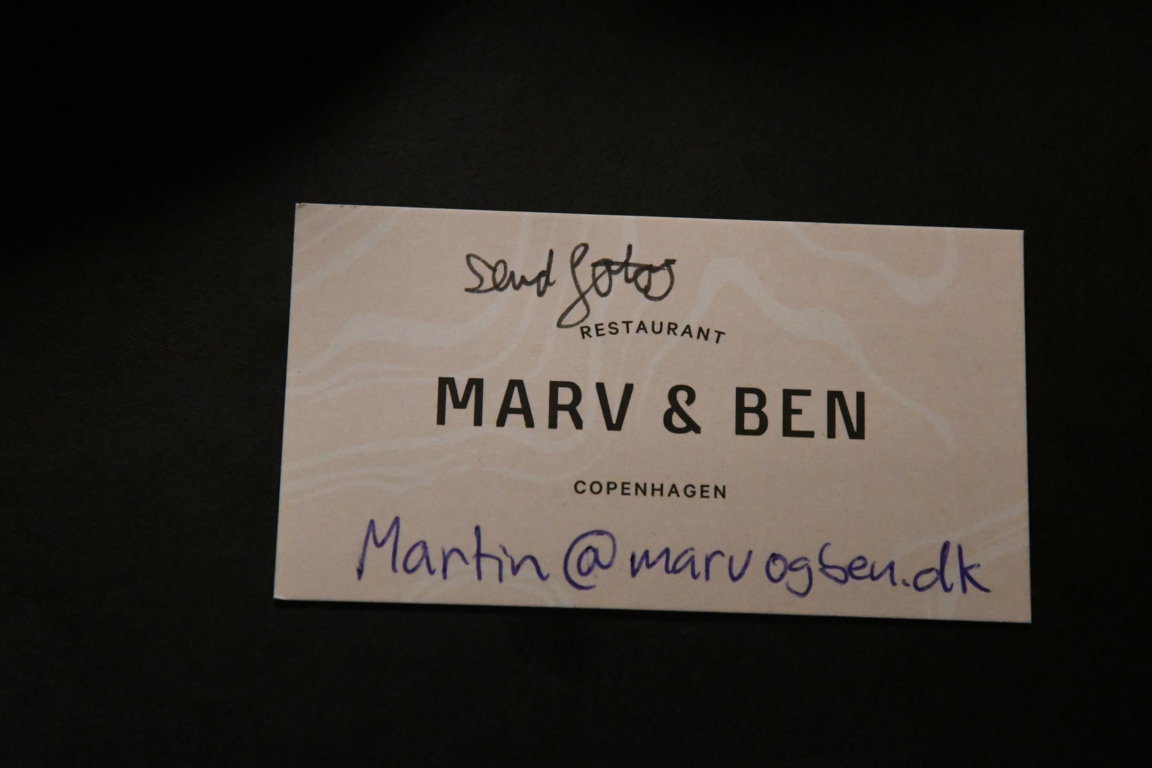 Send fotos
RESTAURANT
MARV & BEN
COPENHAGEN
Martin@marvogben.dk